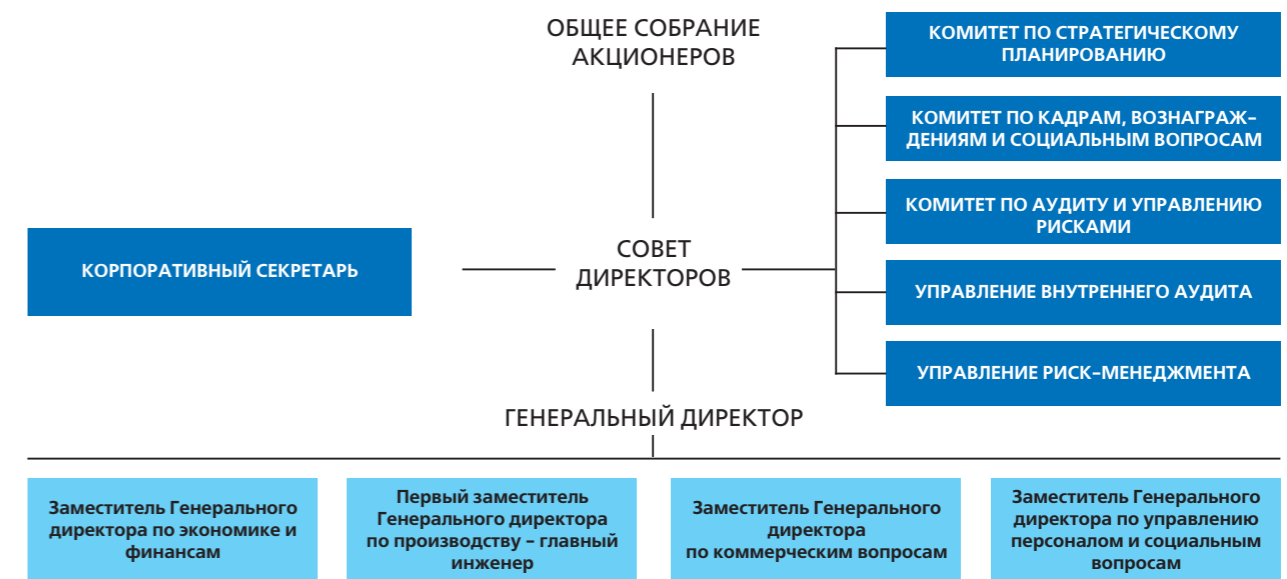 ОБЩЕЕ СОБРАНИЕ
АКЦИОНЕРОВ
КОМИТЕТ ПО СТРАТЕГИЧЕСКОМУ
ПЛАНИРОВАНИЮ
КОМИТЕТ ПО КАДРАМ, ВОЗНАГРАЖ-
ДЕНИЯМ И СОЦИАЛЬНЫМ ВОПРОСАМ
КОМИТЕТ ПО АУДИТУ И УПРАВЛЕНИЮ
РИСКАМИ
КОРПОРАТИВНЫЙ СЕКРЕТАРЬ
СОВЕТ
ДИРЕКТОРОВ
УПРАВЛЕНИЕ ВНУТРЕННЕГО АУДИТА
УПРАВЛЕНИЕ РИСК-МЕНЕДЖМЕНТА
ГЕНЕРАЛЬНЫЙ ДИРЕКТОР
Заместитель Генерального
директора по экономике и
финансам
Первый заместитель
Генерального директора
по производству – главный
инженер
Заместитель Генерального
директора
по коммерческим вопросам
Заместитель Генерального
директора по управлению
персоналом и социальным
вопросам